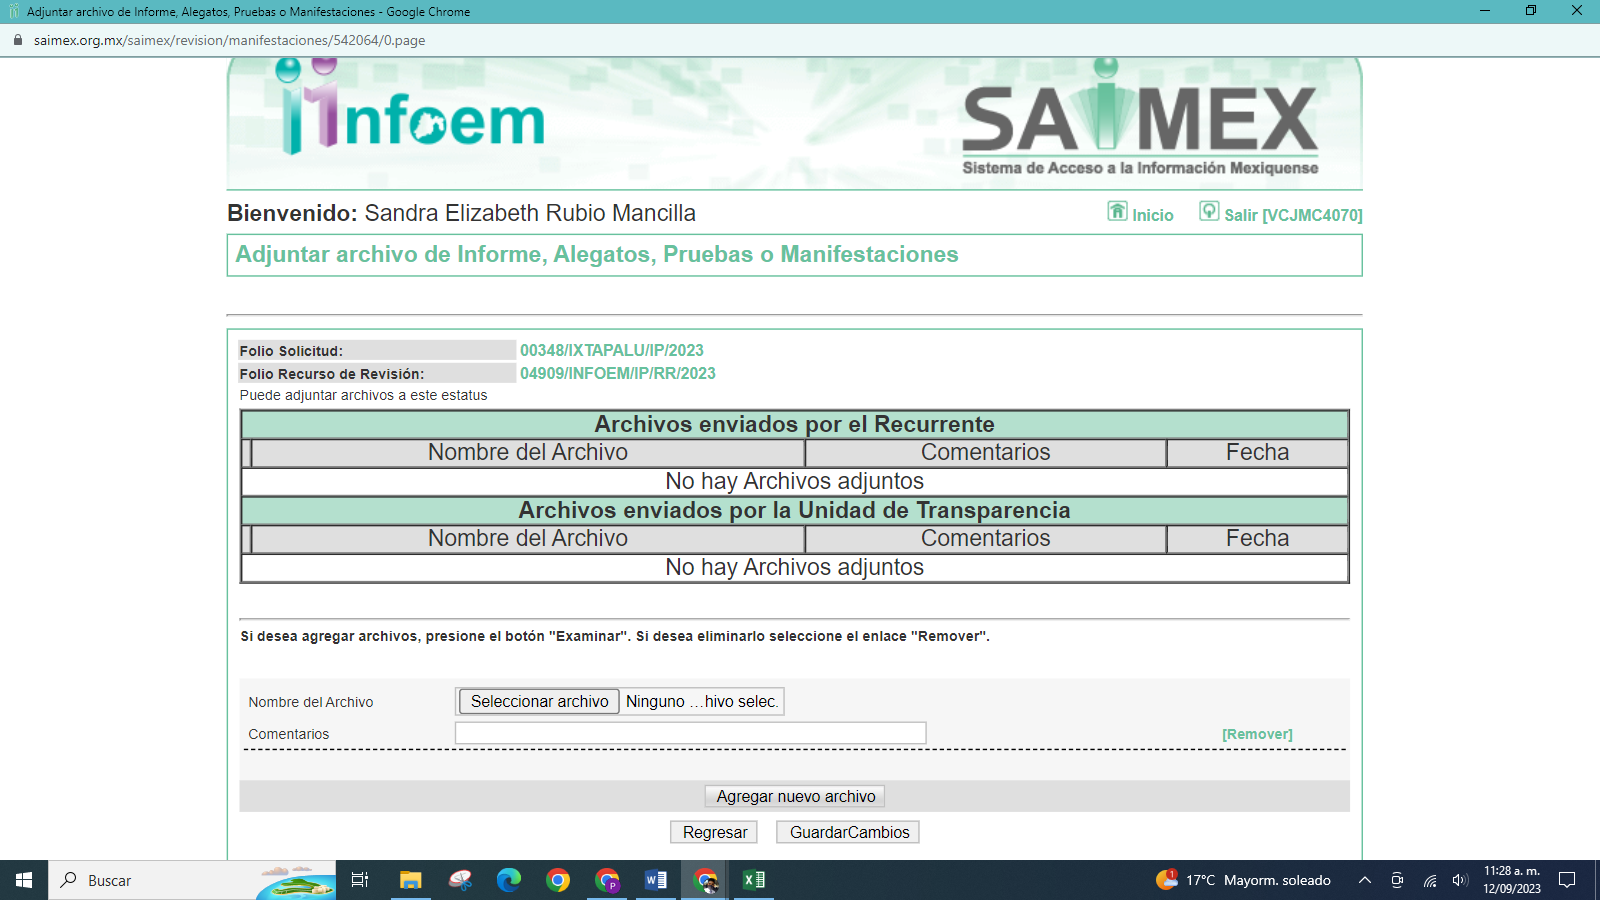 Adjuntar archivo de Informe, Alegatos, Pruebas o Manifestaciones - Google Chrome
saimex.org.mx/saimex/revision/manifestaciones/542064/0.page
infoem
SAIMEX
Sistema de Acceso a la Información Mexiquense
Bienvenido: Sandra Elizabeth Rubio Mancilla
Inicio
Salir [VCJMC4070]
Adjuntar archivo de Informe, Alegatos, Pruebas o Manifestaciones
Folio Solicitud: 00348/IXTAPALU/IP/2023
Folio Recurso de Revisión: 04909/INFOEM/IP/RR/2023
Puede adjuntar archivos a este estatus
Archivos enviados por el Recurrente
Nombre del Archivo Comentarios Fecha
No hay Archivos adjuntos
Archivos enviados por la Unidad de Transparencia
Nombre del Archivo Comentarios Fecha
No hay Archivos adjuntos
Si desea agregar archivos, presione el botón "Examinar". Si desea eliminarlo seleccione el enlace "Remover".
Nombre del Archivo Seleccionar archivo Ninguno ...hivo selec.
Comentarios [Remover]
Agregar nuevo archivo
Regresar GuardarCambios
Buscar
1
17°C Mayorm. soleado
11:28 a. m.
12/09/2023